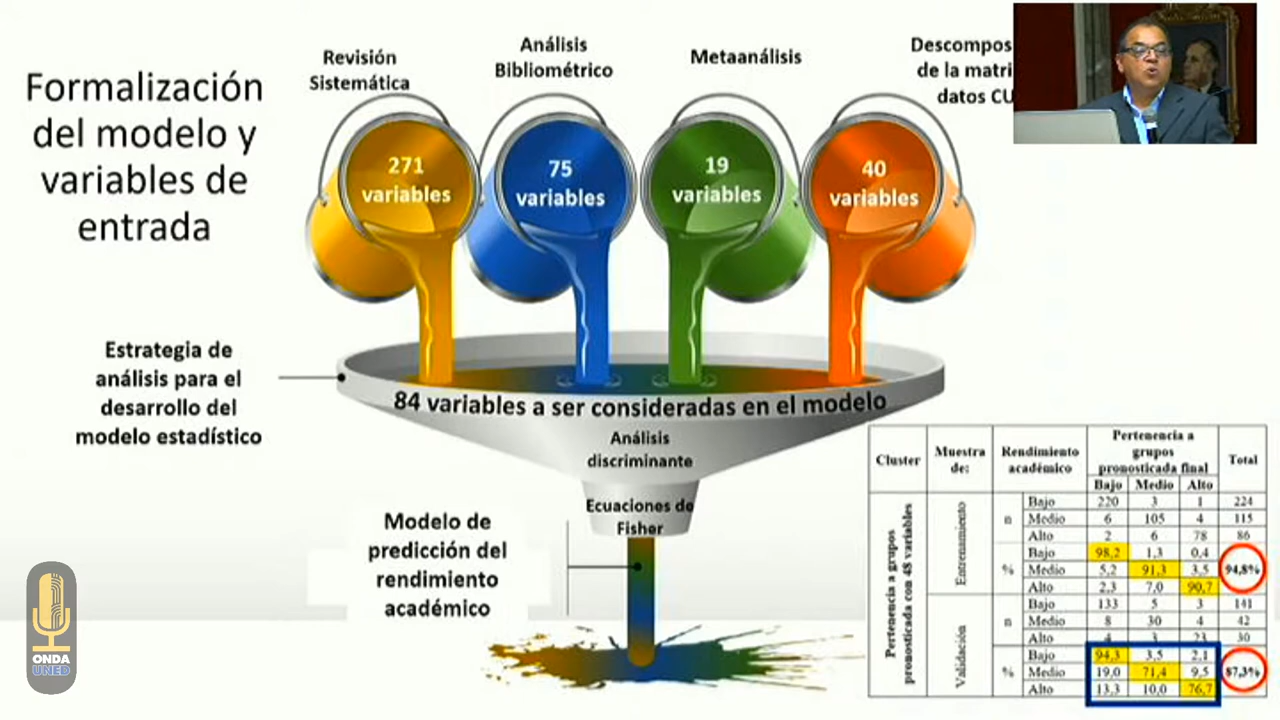 Formalización
del modelo y
variables de
entrada
Revisión
Sistemática
Análisis
Bibliométrico
Metaanálisis
Descompos
de la matri
datos CU
271
variables
75
variables
19
variables
40
variables
Estrategia de
análisis para el
desarrollo del
modelo estadístico
84 variables a ser consideradas en el modelo
Análisis
discriminante
Ecuaciones de
Fisher
Modelo de
predicción del
rendimiento
académico
ONDA
UNED
Cluster
Muestra
de:
Rendimiento
académico
Pertenencia a
grupos
pronosticada final
Total
Bajo Medio Alto
Pertenencia a grupos
pronosticada con 48 variables
Entrenamiento
n
Bajo 220 3 1 224
Medio 6 105 4 115
Alto 2 6 78 86
%
Bajo 98,2 1,3 0,4
Medio 5,2 91,3 3,5 94,8%
Alto 2,3 7,0 90,7
Validación
n
Bajo 133 5 3 141
Medio 8 30 4 42
Alto 4 3 23 30
%
Bajo 94,3 3,5 2,1
Medio 19,0 71,4 9,5 87,3%
Alto 13,3 10,0 76,7